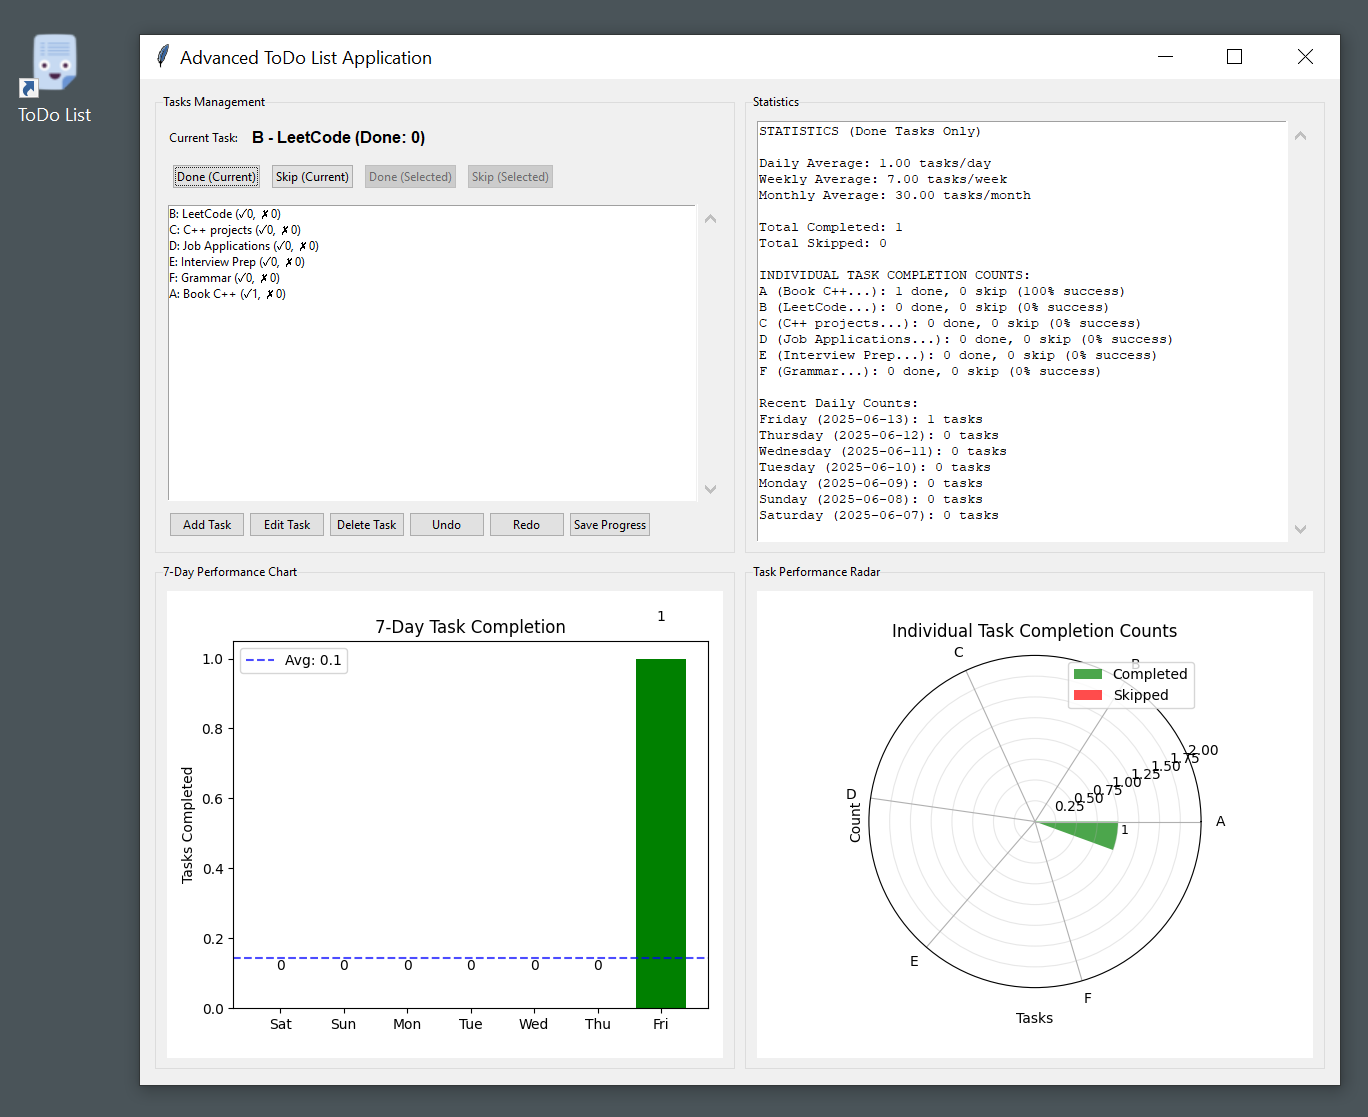 ToDo List
Advanced ToDo List Application
Tasks Management
Current Task: B - LeetCode (Done: 0)
Done (Current) Skip (Current) Done (Selected) Skip (Selected)
B: LeetCode (✓0, ✗0)
C: C++ projects (✓0, ✗0)
D: Job Applications (✓0, ✗0)
E: Interview Prep (✓0, ✗0)
F: Grammar (✓0, ✗0)
A: Book C++ (✓1, ✗0)
Add Task Edit Task Delete Task Undo Redo Save Progress
Statistics
STATISTICS (Done Tasks Only)
Daily Average: 1.00 tasks/day
Weekly Average: 7.00 tasks/week
Monthly Average: 30.00 tasks/month
Total Completed: 1
Total Skipped: 0
INDIVIDUAL TASK COMPLETION COUNTS:
A (Book C++...): 1 done, 0 skip (100% success)
B (LeetCode...): 0 done, 0 skip (0% success)
C (C++ projects...): 0 done, 0 skip (0% success)
D (Job Applications...): 0 done, 0 skip (0% success)
E (Interview Prep...): 0 done, 0 skip (0% success)
F (Grammar...): 0 done, 0 skip (0% success)
Recent Daily Counts:
Friday (2025-06-13): 1 tasks
Thursday (2025-06-12): 0 tasks
Wednesday (2025-06-11): 0 tasks
Tuesday (2025-06-10): 0 tasks
Monday (2025-06-09): 0 tasks
Sunday (2025-06-08): 0 tasks
Saturday (2025-06-07): 0 tasks
7-Day Performance Chart
1
7-Day Task Completion
Avg: 0.1
1.0
0.8
0.6
0.4
0.2
0.0
Tasks Completed
0 0 0 0 0 0
Sat Sun Mon Tue Wed Thu Fri
Task Performance Radar
Individual Task Completion Counts
C
B
Completed
Skipped
2.00
1.75
1.50
1.25
1.00
0.75
0.50
0.25
D
Count
A
1
E
F
Tasks